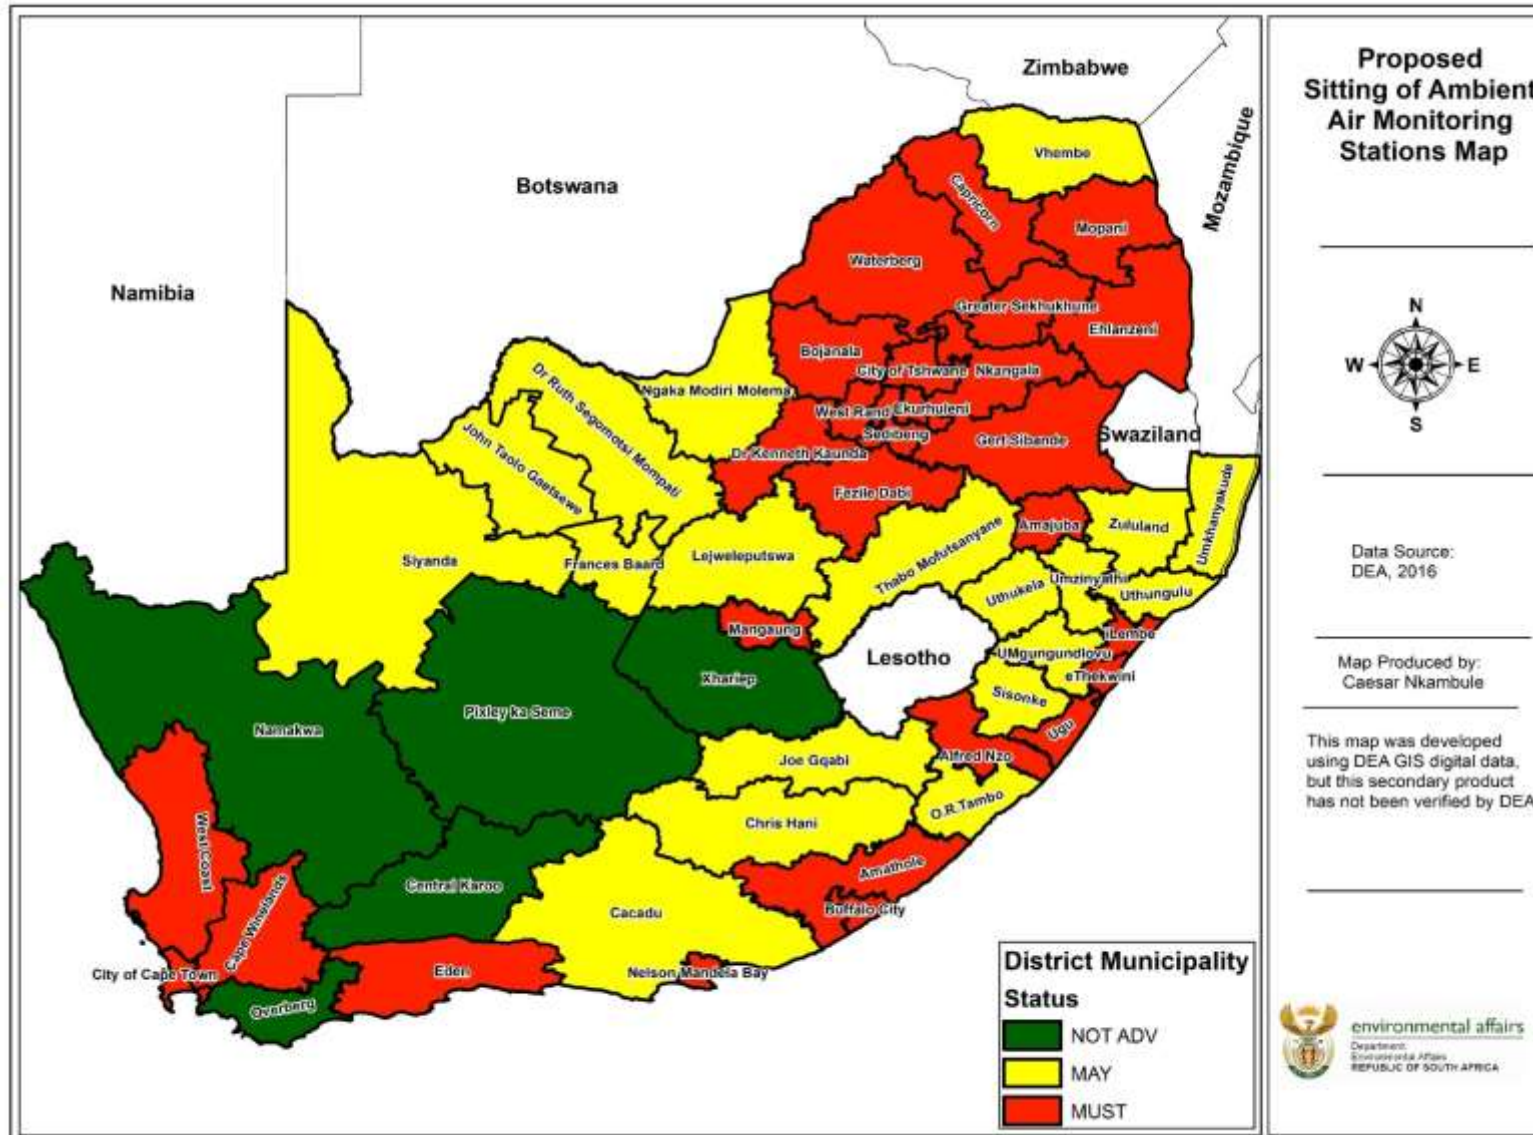 Zimbabwe
Botswana
Namibia
Mozambique
Swaziland
Lesotho
Vhembe
Capricorn
Mopani
Waterberg
Greater Sekhukhune
Ehlanzeni
Bojanala
City of Tshwane
Nkangala
Ngaka Modiri Molema
West Rand
Ekurhuleni
Sedibeng
Gert Sibande
Dr Ruth Segomotsi Mompati
John Taolo Gaetsewe
Dr Kenneth Kaunda
Fezile Dabi
Umkhanyakude
Zululand
Amajuba
Siyanda
Frances Baard
Lejweleputswa
Thabo Mofutsanyane
Uthukela
Umzinyathi
Uthungulu
Mangaung
iLembe
UMgungundlovu
eThekwini
Xhariep
Sisonke
Ugu
Pixley ka Seme
Namakwa
Alfred Nzo
Joe Gqabi
O.R.Tambo
Chris Hani
West Coast
Amathole
Central Karoo
Cape Winelands
Cacadu
Buffalo City
City of Cape Town
Eden
Nelson Mandela Bay
Overberg
District Municipality
Status
NOT ADV
MAY
MUST
Proposed
Sitting of Ambient
Air Monitoring
Stations Map
N
W
E
S
Data Source:
DEA, 2016
Map Produced by:
Caesar Nkambule
This map was developed
using DEA GIS digital data,
but this secondary product
has not been verified by DEA
environmental affairs
Department:
Environmental Affairs
REPUBLIC OF SOUTH AFRICA